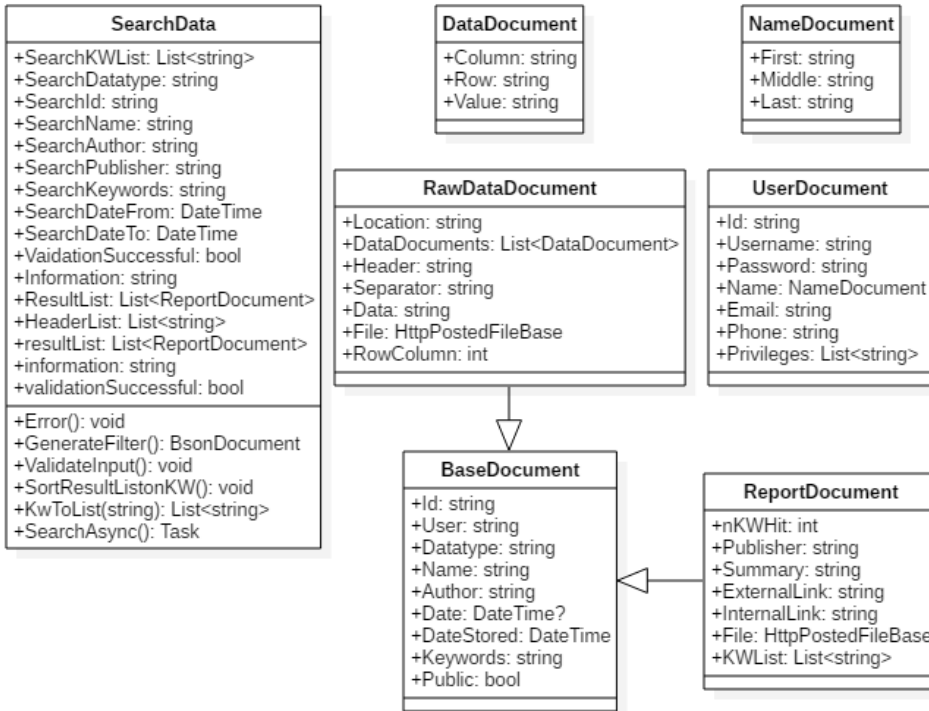 SearchData
+SearchKWList: List<string>
+SearchDatatype: string
+SearchId: string
+SearchName: string
+SearchAuthor: string
+SearchPublisher: string
+SearchKeywords: string
+SearchDateFrom: DateTime
+SearchDateTo: DateTime
+VaidationSuccessful: bool
+Information: string
+ResultList: List<ReportDocument>
+HeaderList: List<string>
+resultList: List<ReportDocument>
+information: string
+validationSuccessful: bool
+Error(): void
+GenerateFilter(): BsonDocument
+ValidateInput(): void
+SortResultListonKW(): void
+KwToList(string): List<string>
+SearchAsync(): Task
DataDocument
+Column: string
+Row: string
+Value: string
NameDocument
+First: string
+Middle: string
+Last: string
RawDataDocument
+Location: string
+DataDocuments: List<DataDocument>
+Header: string
+Separator: string
+Data: string
+File: HttpPostedFileBase
+RowColumn: int
UserDocument
+Id: string
+Username: string
+Password: string
+Name: NameDocument
+Email: string
+Phone: string
+Privileges: List<string>
BaseDocument
+Id: string
+User: string
+Datatype: string
+Name: string
+Author: string
+Date: DateTime?
+DateStored: DateTime
+Keywords: string
+Public: bool
ReportDocument
+nKWHit: int
+Publisher: string
+Summary: string
+ExternalLink: string
+InternalLink: string
+File: HttpPostedFileBase
+KWList: List<string>